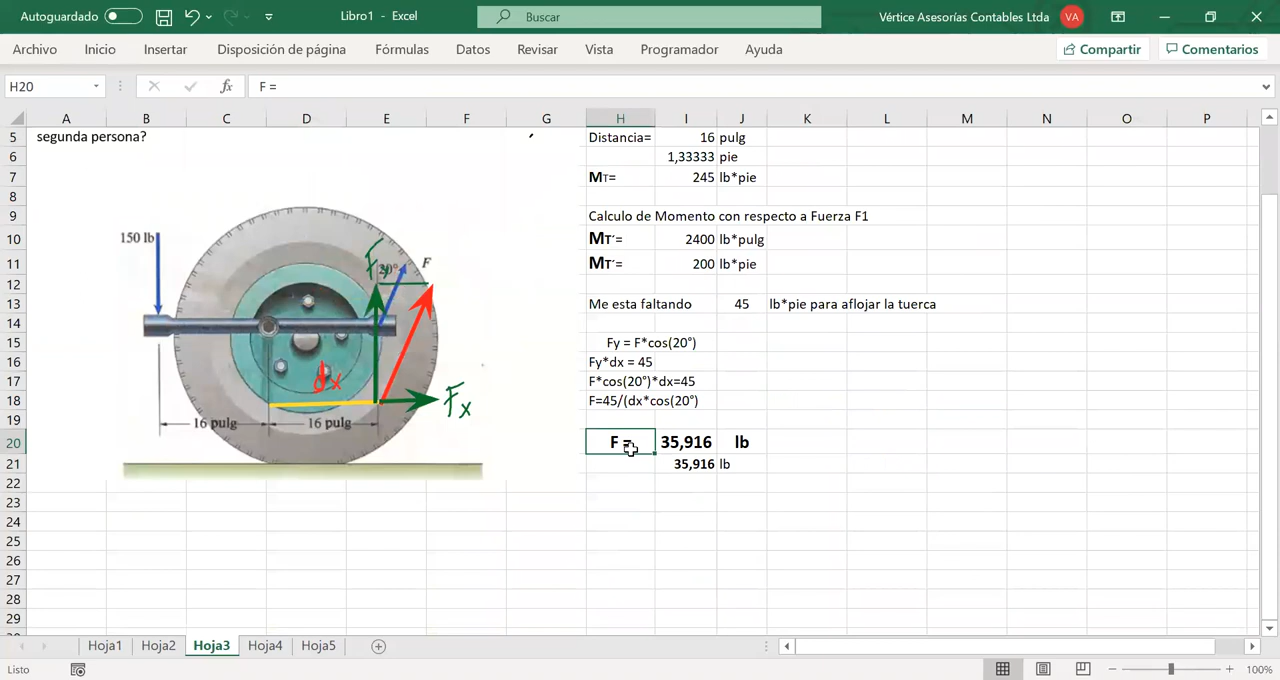 Autoguardado
Libro1 - Excel
Buscar
Vértice Asesorías Contables Ltda
VA
Archivo Inicio Insertar Disposición de página Fórmulas Datos Revisar Vista Programador Ayuda
Compartir
Comentarios
H20
fx
F =
A B C D E F G H I J K L M N O P
5 segunda persona? Distancia= 16 pulg
6 1,33333 pie
7 MT= 245 lb*pie
8
9 Calculo de Momento con respecto a Fuerza F1
10 MT´= 2400 lb*pulg
11 MT´= 200 lb*pie
12
13 Me esta faltando 45 lb*pie para aflojar la tuerca
14
15 Fy = F*cos(20°)
16 Fy*dx = 45
17 F*cos(20°)*dx=45
18 F=45/(dx*cos(20°)
19
20 F = 35,916 lb
21 35,916 lb
22
23
24
25
26
27
28
29
150 lb
20°
F
dx
Fx
16 pulg
16 pulg
Hoja1 Hoja2 Hoja3 Hoja4 Hoja5
Listo
100%